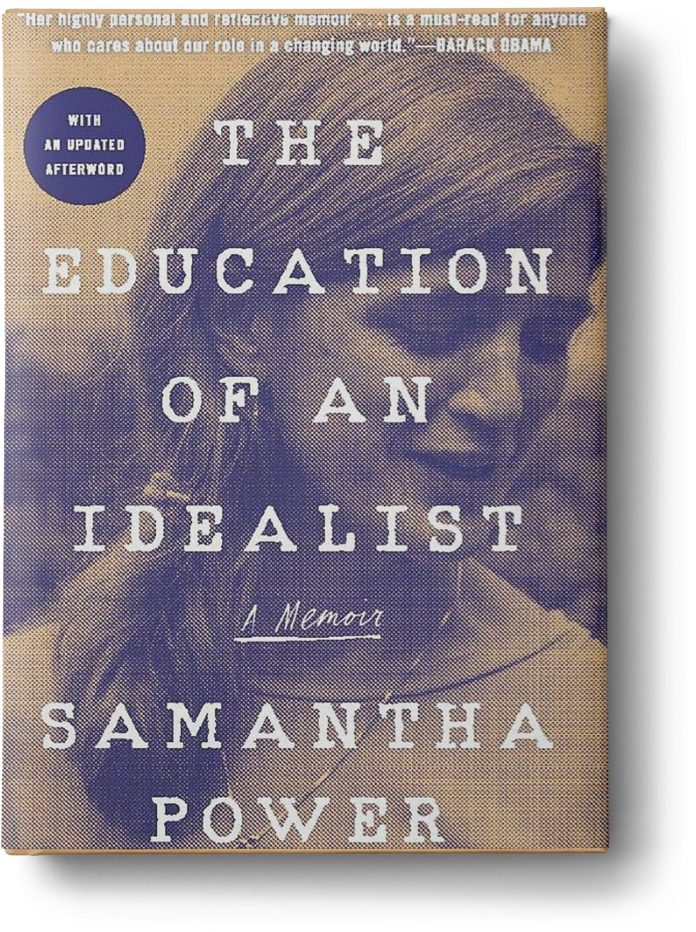 "Her highly personal and reflective memoir . . . is a must-read for anyone
who cares about our role in a changing world."—BARACK OBAMA
WITH
AN UPDATED
AFTERWORD
THE
EDUCATION
OF AN
IDEALIST
A Memoir
SAMANTHA
POWER